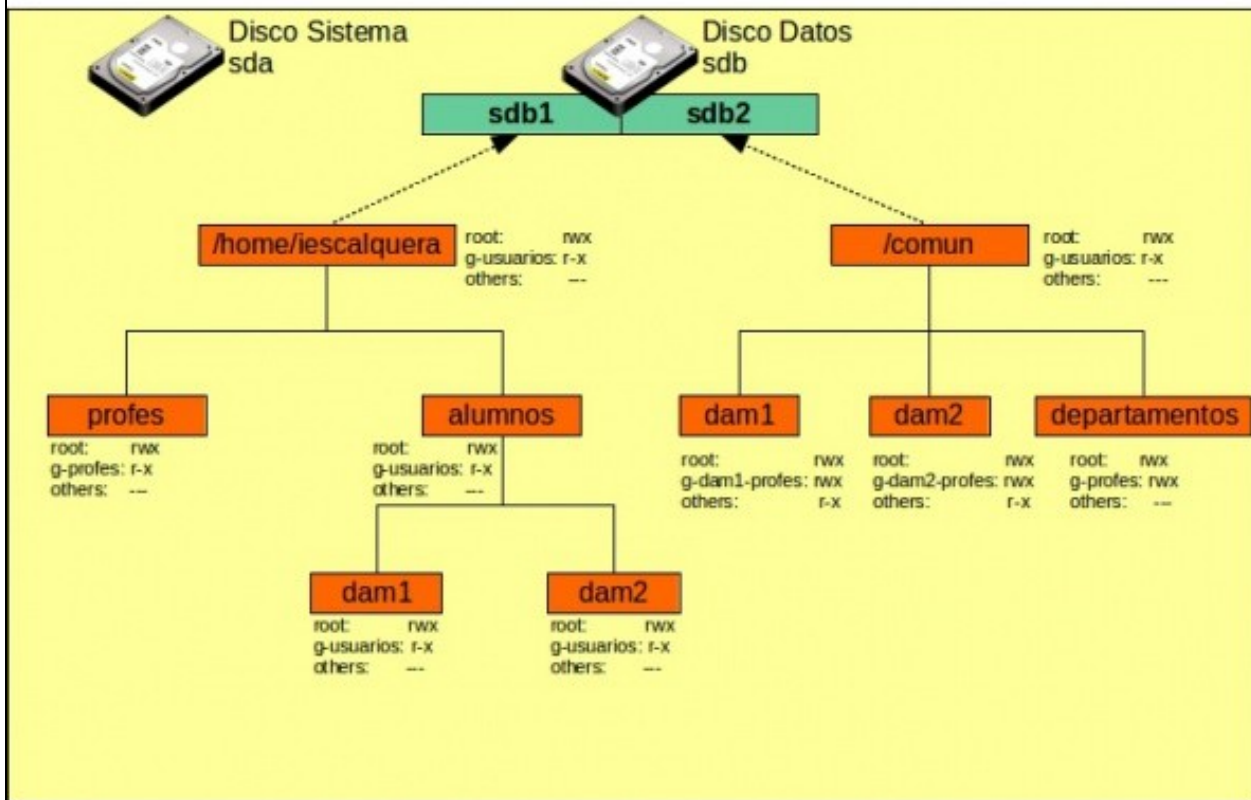 Disco Sistema
sda
Disco Datos
sdb
sdb1
sdb2
/home/iescalquera
root: rwx
g-usuarios: r-x
others: ---
/comun
root: rwx
g-usuarios: r-x
others: ---
profes
root: rwx
g-profes: r-x
others: ---
alumnos
root: rwx
g-usuarios: r-x
others: ---
dam1
root: rwx
g-dam1-profes: rwx
others: r-x
dam2
root: rwx
g-dam2-profes: rwx
others: r-x
departamentos
root: rwx
g-profes: rwx
others: ---
dam1
root: rwx
g-usuarios: r-x
others: ---
dam2
root: rwx
g-usuarios: r-x
others: ---